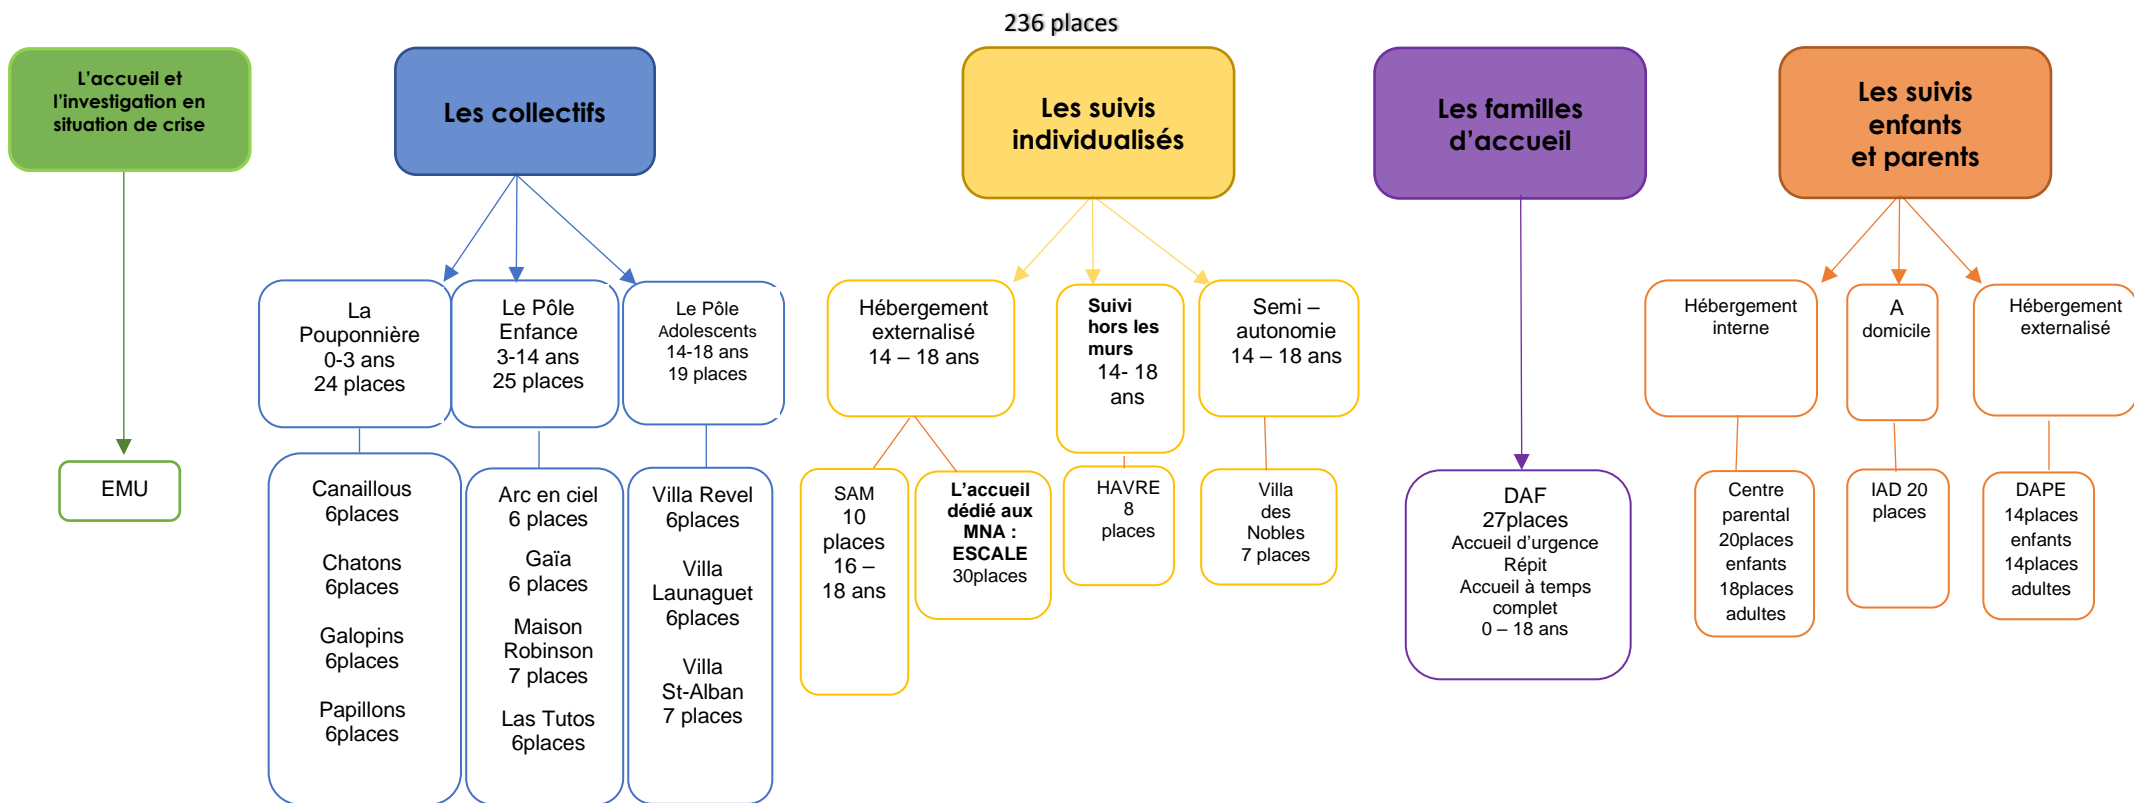 236 places
L'accueil et
l'investigation en
situation de crise
EMU
Les collectifs
La
Pouponnière
0-3 ans
24 places
Canaillous
6places
Chatons
6places
Galopins
6places
Papillons
6places
Le Pôle
Enfance
3-14 ans
25 places
Arc en ciel
6 places
Gaïa
6 places
Maison
Robinson
7 places
Las Tutos
6places
Le Pôle
Adolescents
14-18 ans
19 places
Villa Revel
6places
Villa
Launaguet
6places
Villa
St-Alban
7 places
Les suivis
individualisés
Hébergement
externalisé
14 – 18 ans
SAM
10
places
16 –
18 ans
L'accueil
dédié aux
MNA :
ESCALE
30places
Suivi
hors les
murs
14- 18
ans
HAVRE
8
places
Semi –
autonomie
14 – 18 ans
Villa
des
Nobles
7 places
Les familles
d'accueil
DAF
27places
Accueil d'urgence
Répit
Accueil à temps
complet
0 – 18 ans
Les suivis
enfants
et parents
Hébergement
interne
Centre
parental
20places
enfants
18places
adultes
A
domicile
IAD 20
places
Hébergement
externalisé
DAPE
14places
enfants
14places
adultes